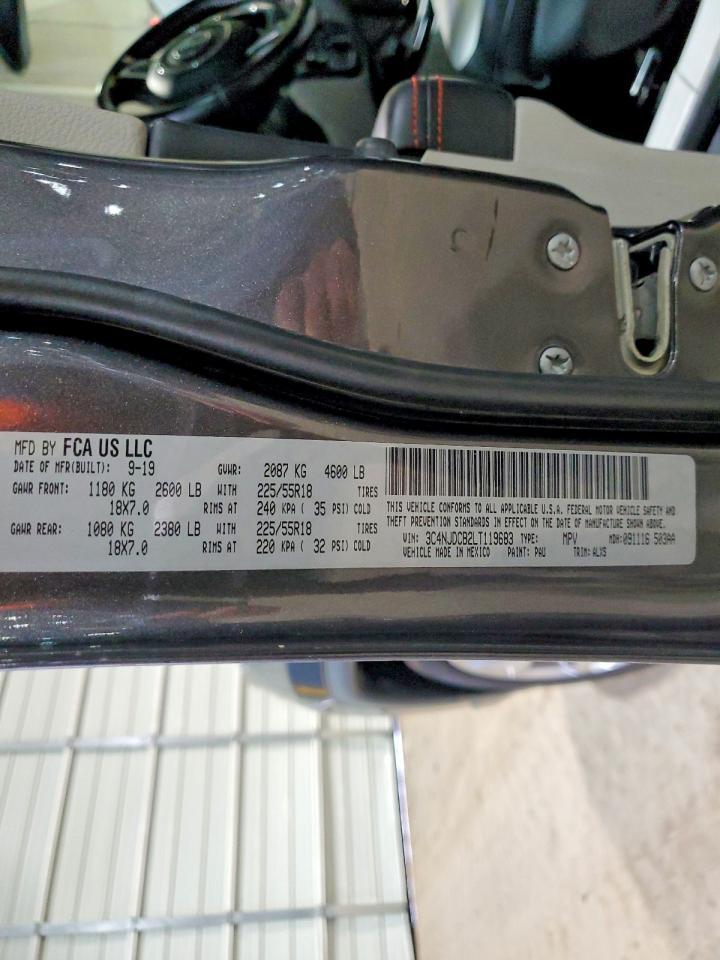 MFD BY FCA US LLC
DATE OF MFR(BUILT): 9-19 GVWR: 2087 KG 4600 LB
GAWR FRONT: 1180 KG 2600 LB WITH 225/55R18 TIRES
18X7.0 RIMS AT 240 KPA ( 35 PSI) COLD
GAWR REAR: 1080 KG 2380 LB WITH 225/55R18 TIRES
18X7.0 RIMS AT 220 KPA ( 32 PSI) COLD
THIS VEHICLE CONFORMS TO ALL APPLICABLE U.S.A. FEDERAL MOTOR VEHICLE SAFETY AND
THEFT PREVENTION STANDARDS IN EFFECT ON THE DATE OF MANUFACTURE SHOWN ABOVE.
VIN: 3C4NJDCB2LT119683 TYPE: MPV MDH:091116 503AA
VEHICLE MADE IN MEXICO PAINT: PAU TRIM: ALXS